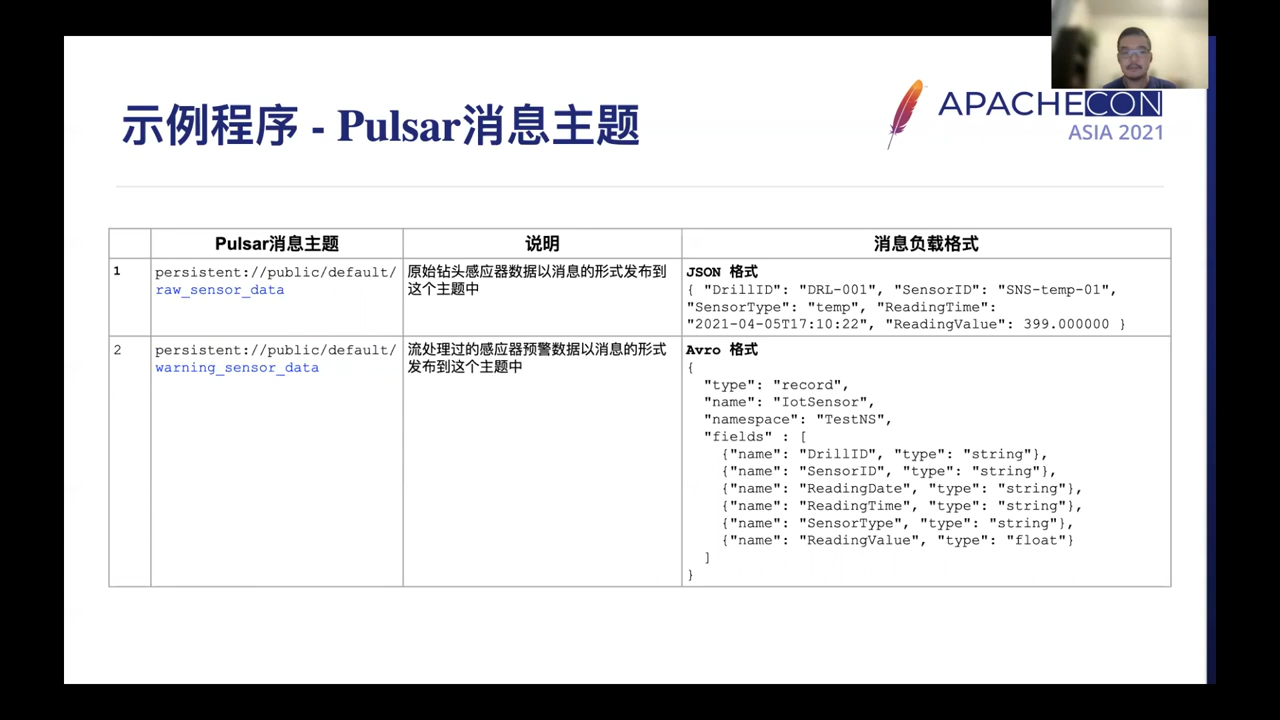 示例程序 - Pulsar消息主题
APACHECON
ASIA 2021
Pulsar消息主题
说明
消息负载格式
1
persistent://public/default/
raw_sensor_data
原始钻头感应器数据以消息的形式发布到
这个主题中
JSON 格式
{ "DrillID": "DRL-001", "SensorID": "SNS-temp-01",
"SensorType": "temp", "ReadingTime":
"2021-04-05T17:10:22", "ReadingValue": 399.000000 }
2
persistent://public/default/
warning_sensor_data
流处理过的感应器预警数据以消息的形式
发布到这个主题中
Avro 格式
{
"type": "record",
"name": "IotSensor",
"namespace": "TestNS",
"fields" : [
{"name": "DrillID", "type": "string"},
{"name": "SensorID", "type": "string"},
{"name": "ReadingDate", "type": "string"},
{"name": "ReadingTime", "type": "string"},
{"name": "SensorType", "type": "string"},
{"name": "ReadingValue", "type": "float"}
]
}